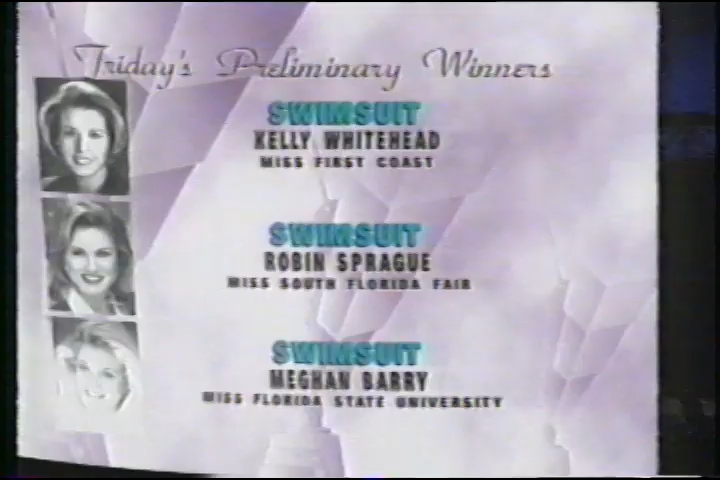 Friday's Preliminary Winners
SWIMSUIT
KELLY WHITEHEAD
MISS FIRST COAST
SWIMSUIT
ROBIN SPRAGUE
MISS SOUTH FLORIDA FAIR
SWIMSUIT
MEGHAN BARRY
MISS FLORIDA STATE UNIVERSITY